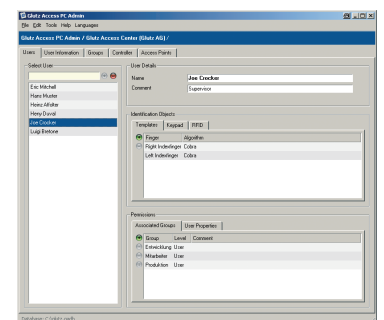 Glutz Access PC Admin
File Edit Tools Help Languages
Glutz Access PC Admin / Glutz Access Center (Glutz AG) /
Users User Information Groups Controller Access Points
Select User
Eric Mitchell
Hans Muster
Heinz Affolter
Henry Duval
Joe Crocker
Luigi Bretone
User Details
Name Joe Crocker
Comment Supervisor
Identification Objects
Templates Keypad RFID
Finger Algorithm
Right Indexfinger Cobra
Left Indexfinger Cobra
Permissions
Associated Groups User Properties
Group Level Comment
Entwicklung User
Mitarbeiter User
Produktion User